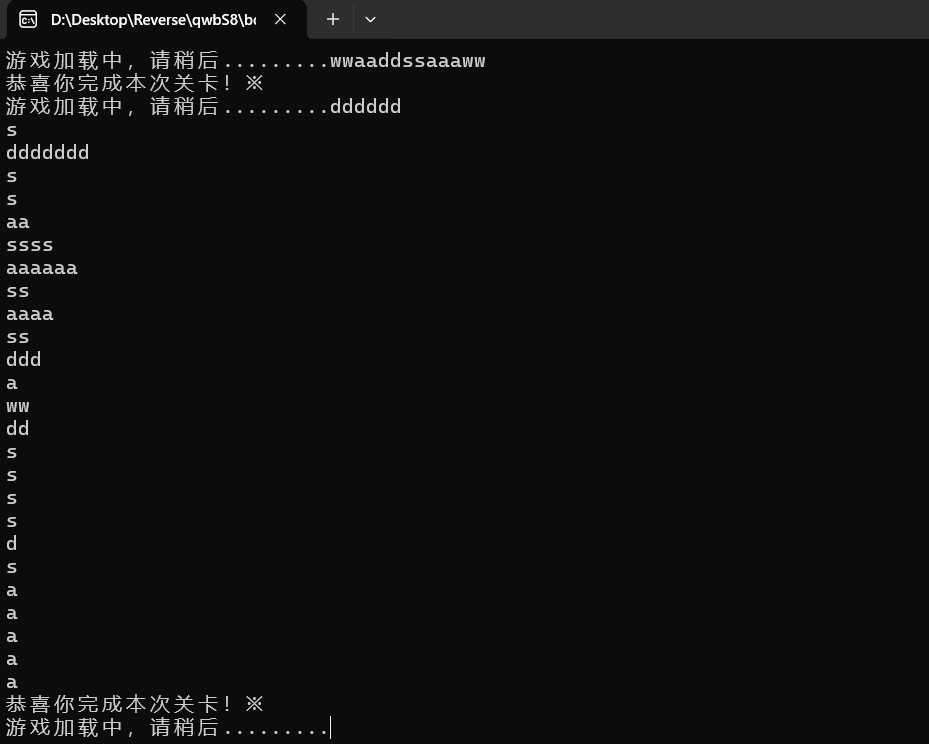 D:\Desktop\Reverse\qwbS8\bo
游戏加载中，请稍后.........wwaaddssaaaww
恭喜你完成本次关卡！※
游戏加载中，请稍后.........dddddd
s
ddddddd
s
s
aa
ssss
aaaaaa
ss
aaaa
ss
ddd
a
ww
dd
s
s
s
s
d
s
a
a
a
a
a
恭喜你完成本次关卡！※
游戏加载中，请稍后.........